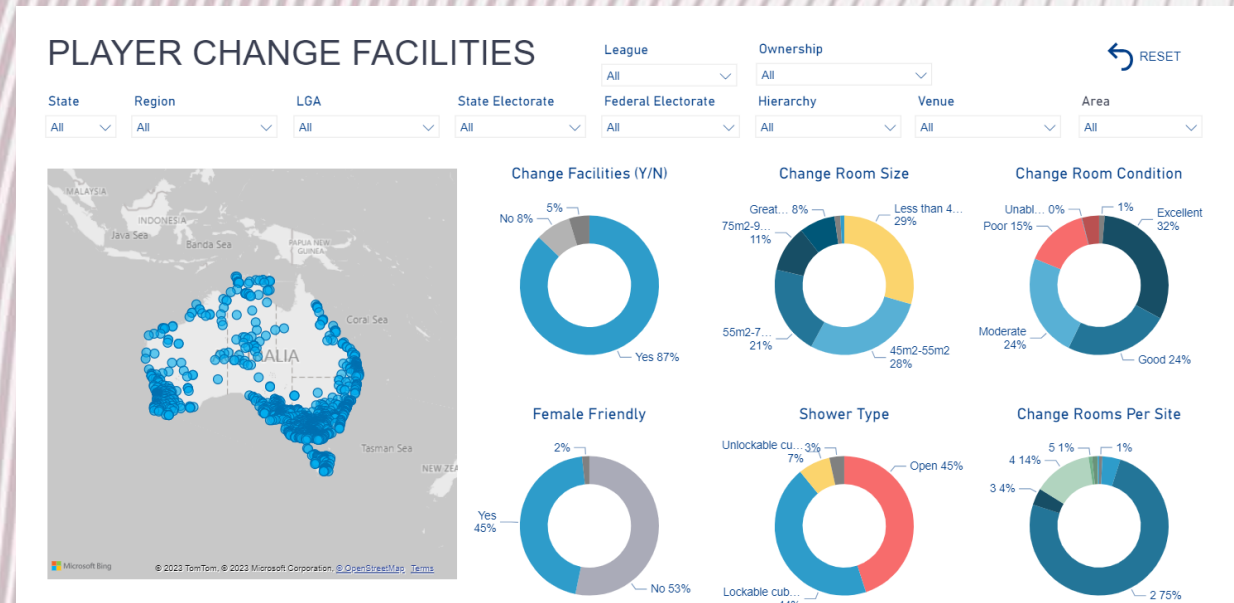 PLAYER CHANGE FACILITIES
League
All
Ownership
All
RESET
State
All
Region
All
LGA
All
State Electorate
All
Federal Electorate
All
Hierarchy
All
Venue
All
Area
All
MALAYSIA
INDONESIA
Java Sea
Banda Sea
PAPUA NEW
GUINEA
Coral Sea
ALIA
Tasman Sea
NEW ZEA
Microsoft Bing
© 2023 TomTom, © 2023 Microsoft Corporation, © OpenStreetMap Terms
Change Facilities (Y/N)
5%
No 8%
Yes 87%
Change Room Size
Great... 8%
Less than 4...
29%
75m2-9...
11%
55m2-7...
21%
45m2-55m2
28%
Change Room Condition
Unabl... 0%
1%
Poor 15%
Excellent
32%
Moderate
24%
Good 24%
Female Friendly
2%
Yes
45%
No 53%
Shower Type
Unlockable cu...
7%
3%
Open 45%
Lockable cub...
Change Rooms Per Site
5 1%
1%
4 14%
3 4%
2 75%